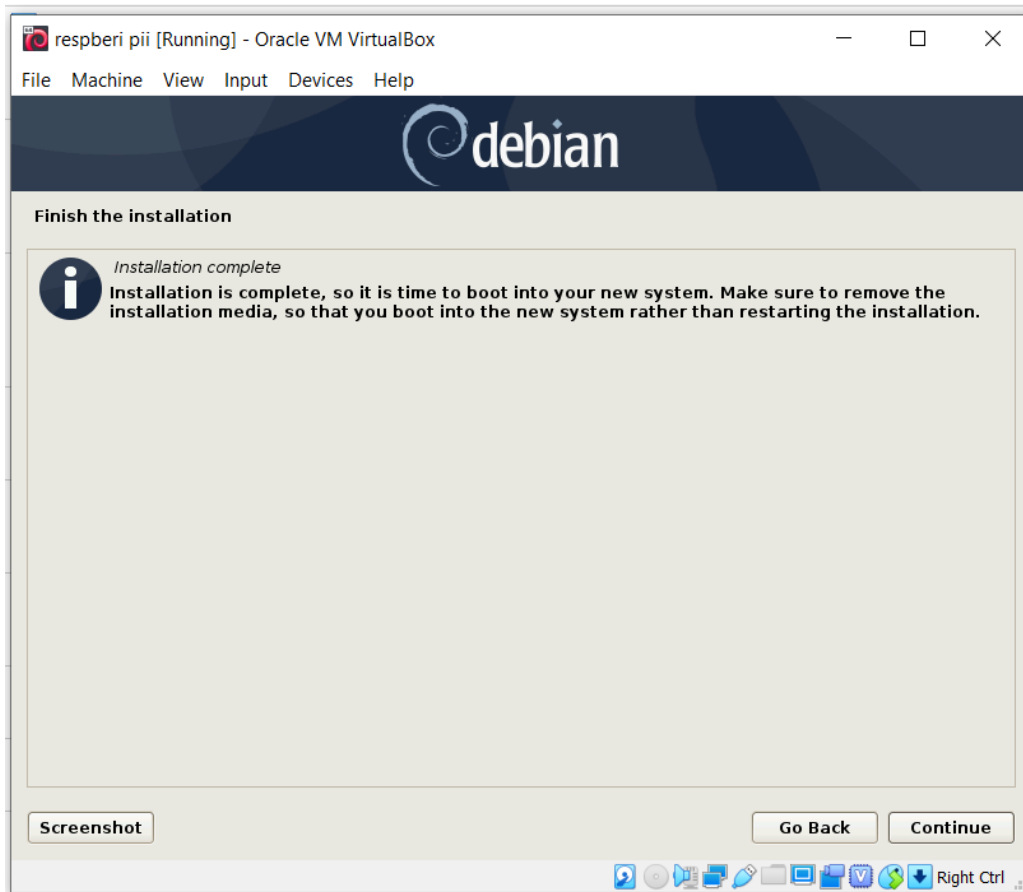 respberi pii [Running] - Oracle VM VirtualBox
File Machine View Input Devices Help
debian
Finish the installation
Installation complete
Installation is complete, so it is time to boot into your new system. Make sure to remove the
installation media, so that you boot into the new system rather than restarting the installation.
Screenshot Go Back Continue
Right Ctrl